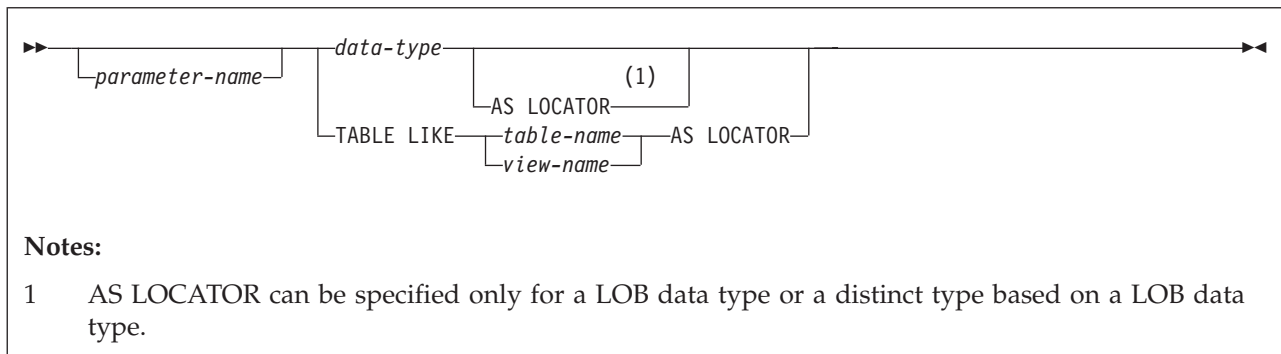 data-type
parameter-name
(1)
AS LOCATOR
TABLE LIKE table-name AS LOCATOR
view-name
Notes:
1 AS LOCATOR can be specified only for a LOB data type or a distinct type based on a LOB data
type.